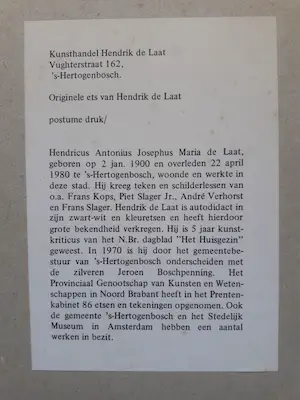 Kunsthandel Hendrik de Laat
Vughterstraat 162,
's-Hertogenbosch.
Originele ets van Hendrik de Laat
postume druk/
Hendricus Antonius Josephus Maria de Laat,
geboren op 2 jan. 1900 en overleden 22 april
1980 te 's-Hertogenbosch, woonde en werkte in
deze stad. Hij kreeg teken en schilderlessen van
o.a. Frans Kops, Piet Slager Jr., André Verhorst
en Frans Slager. Hendrik de Laat is autodidact in
zijn zwart-wit en kleuretsen en heeft hierdoor
grote bekendheid verkregen. Hij is 5 jaar kunst-
kriticus van het N.Br. dagblad "Het Huisgezin"
geweest. In 1970 is hij door het gemeentebe-
stuur van 's-Hertogenbosch onderscheiden met
de zilveren Jeroen Boschpenning. Het
Provinciaal Genootschap van Kunsten en Weten-
schappen in Noord Brabant heeft in het Prenten-
kabinet 86 etsen en tekeningen opgenomen. Ook
de gemeente 's-Hertogenbosch en het Stedelijk
Museum in Amsterdam hebben een aantal
werken in bezit.